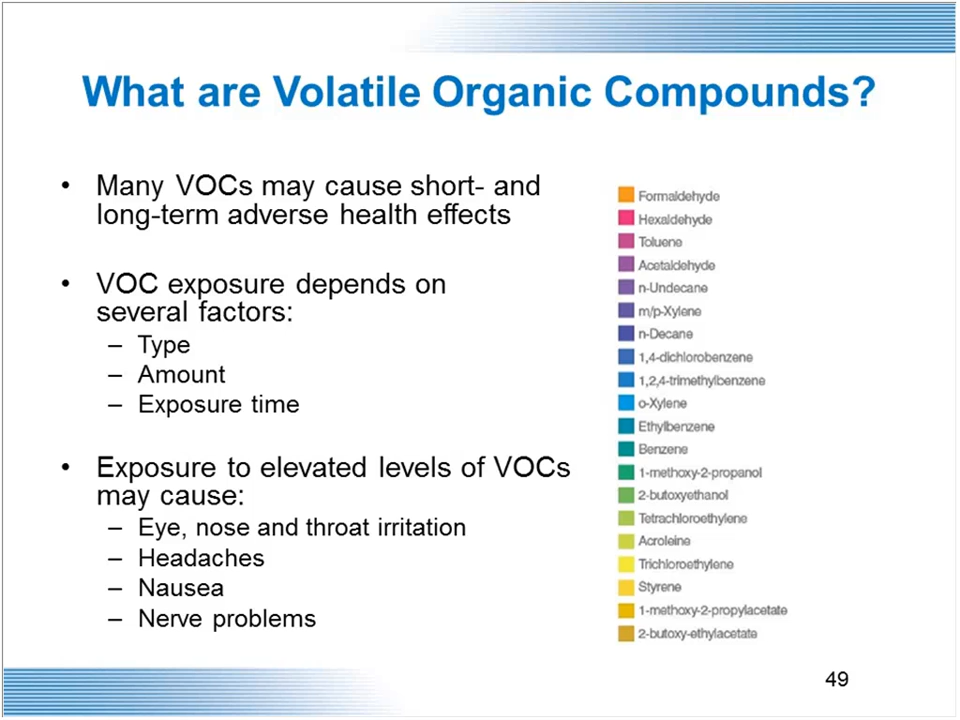 What are Volatile Organic Compounds?
• Many VOCs may cause short- and
long-term adverse health effects
• VOC exposure depends on
several factors:
– Type
– Amount
– Exposure time
• Exposure to elevated levels of VOCs
may cause:
– Eye, nose and throat irritation
– Headaches
– Nausea
– Nerve problems
Formaldehyde
Hexaldehyde
Toluene
Acetaldehyde
n-Undecane
m/p-Xylene
n-Decane
1,4-dichlorobenzene
1,2,4-trimethylbenzene
o-Xylene
Ethylbenzene
Benzene
1-methoxy-2-propanol
2-butoxyethanol
Tetrachloroethylene
Acroleine
Trichloroethylene
Styrene
1-methoxy-2-propylacetate
2-butoxy-ethylacetate
49